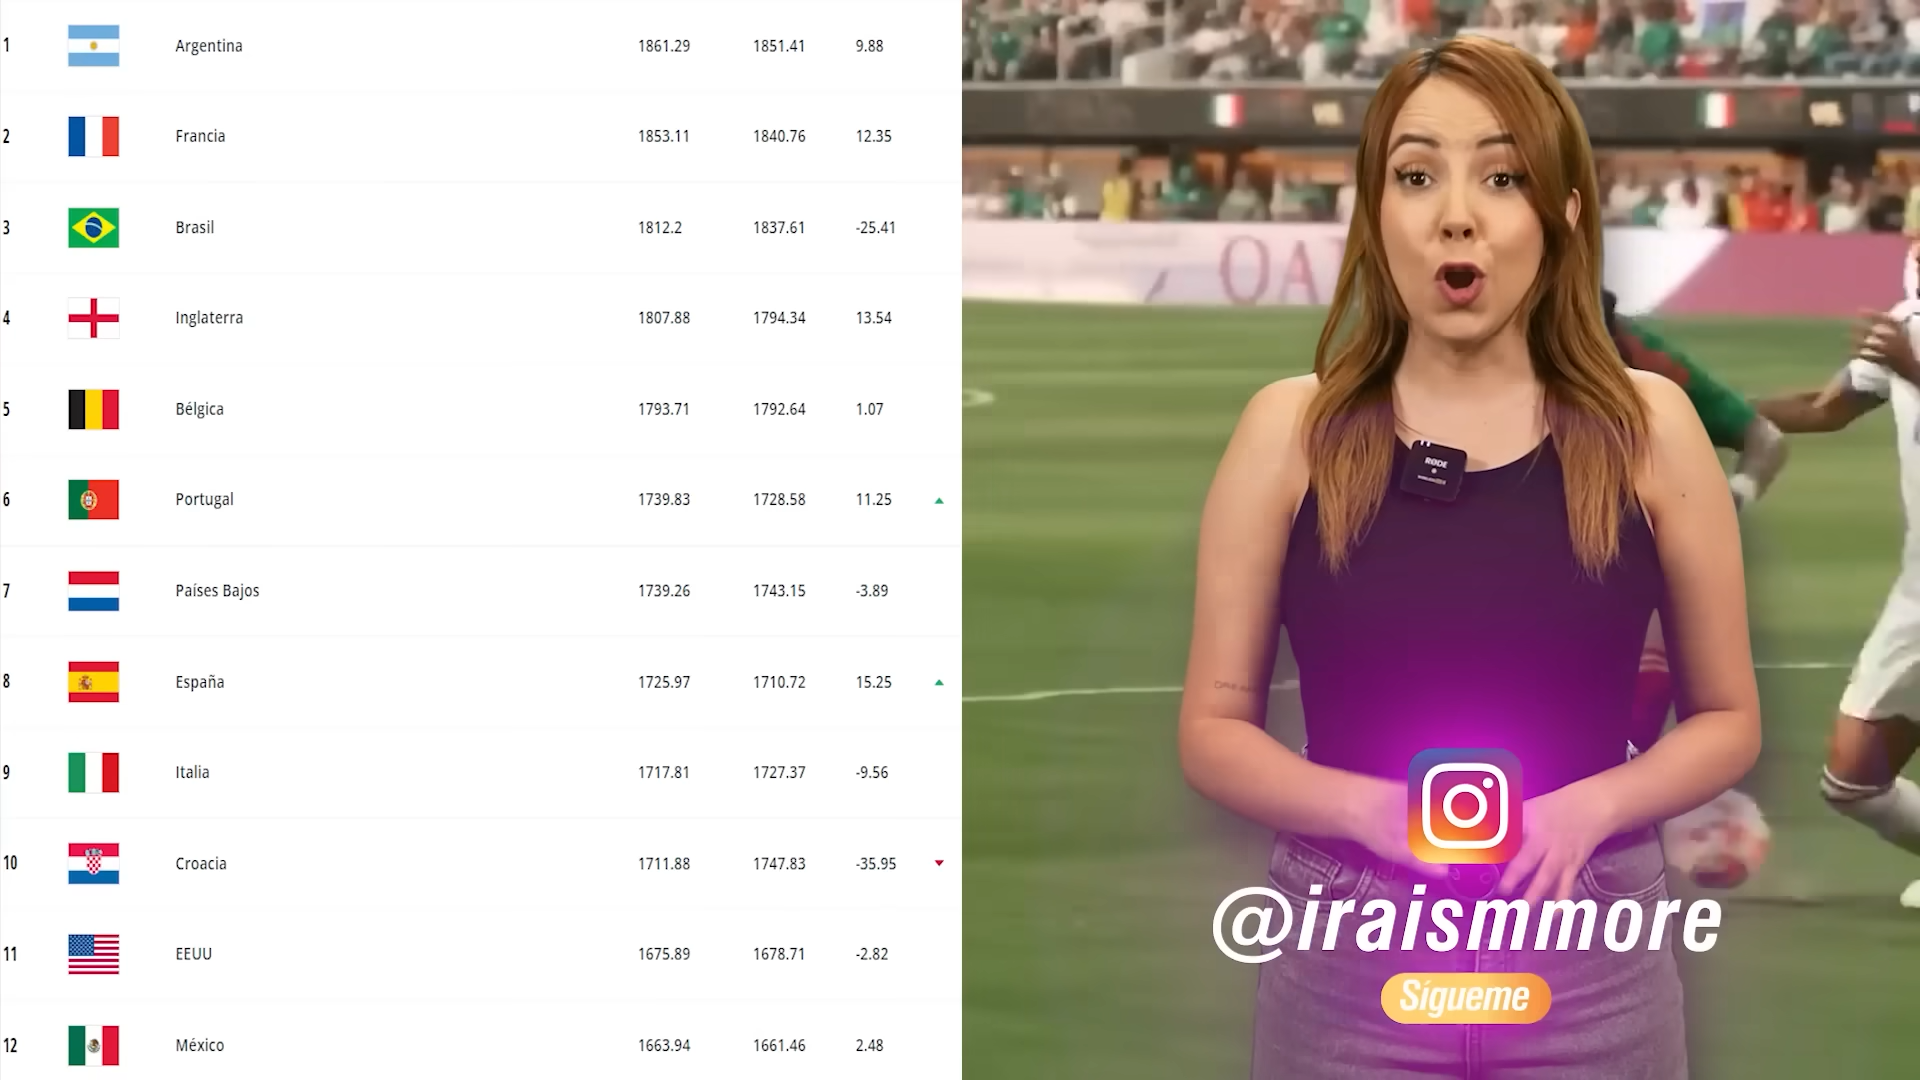 1 Argentina 1861.29 1851.41 9.88
2 Francia 1853.11 1840.76 12.35
3 Brasil 1812.2 1837.61 -25.41
4 Inglaterra 1807.88 1794.34 13.54
5 Bélgica 1793.71 1792.64 1.07
6 Portugal 1739.83 1728.58 11.25
7 Países Bajos 1739.26 1743.15 -3.89
8 España 1725.97 1710.72 15.25
9 Italia 1717.81 1727.37 -9.56
10 Croacia 1711.88 1747.83 -35.95
11 EEUU 1675.89 1678.71 -2.82
12 México 1663.94 1661.46 2.48
RØDE
@iraismmore
Sígueme